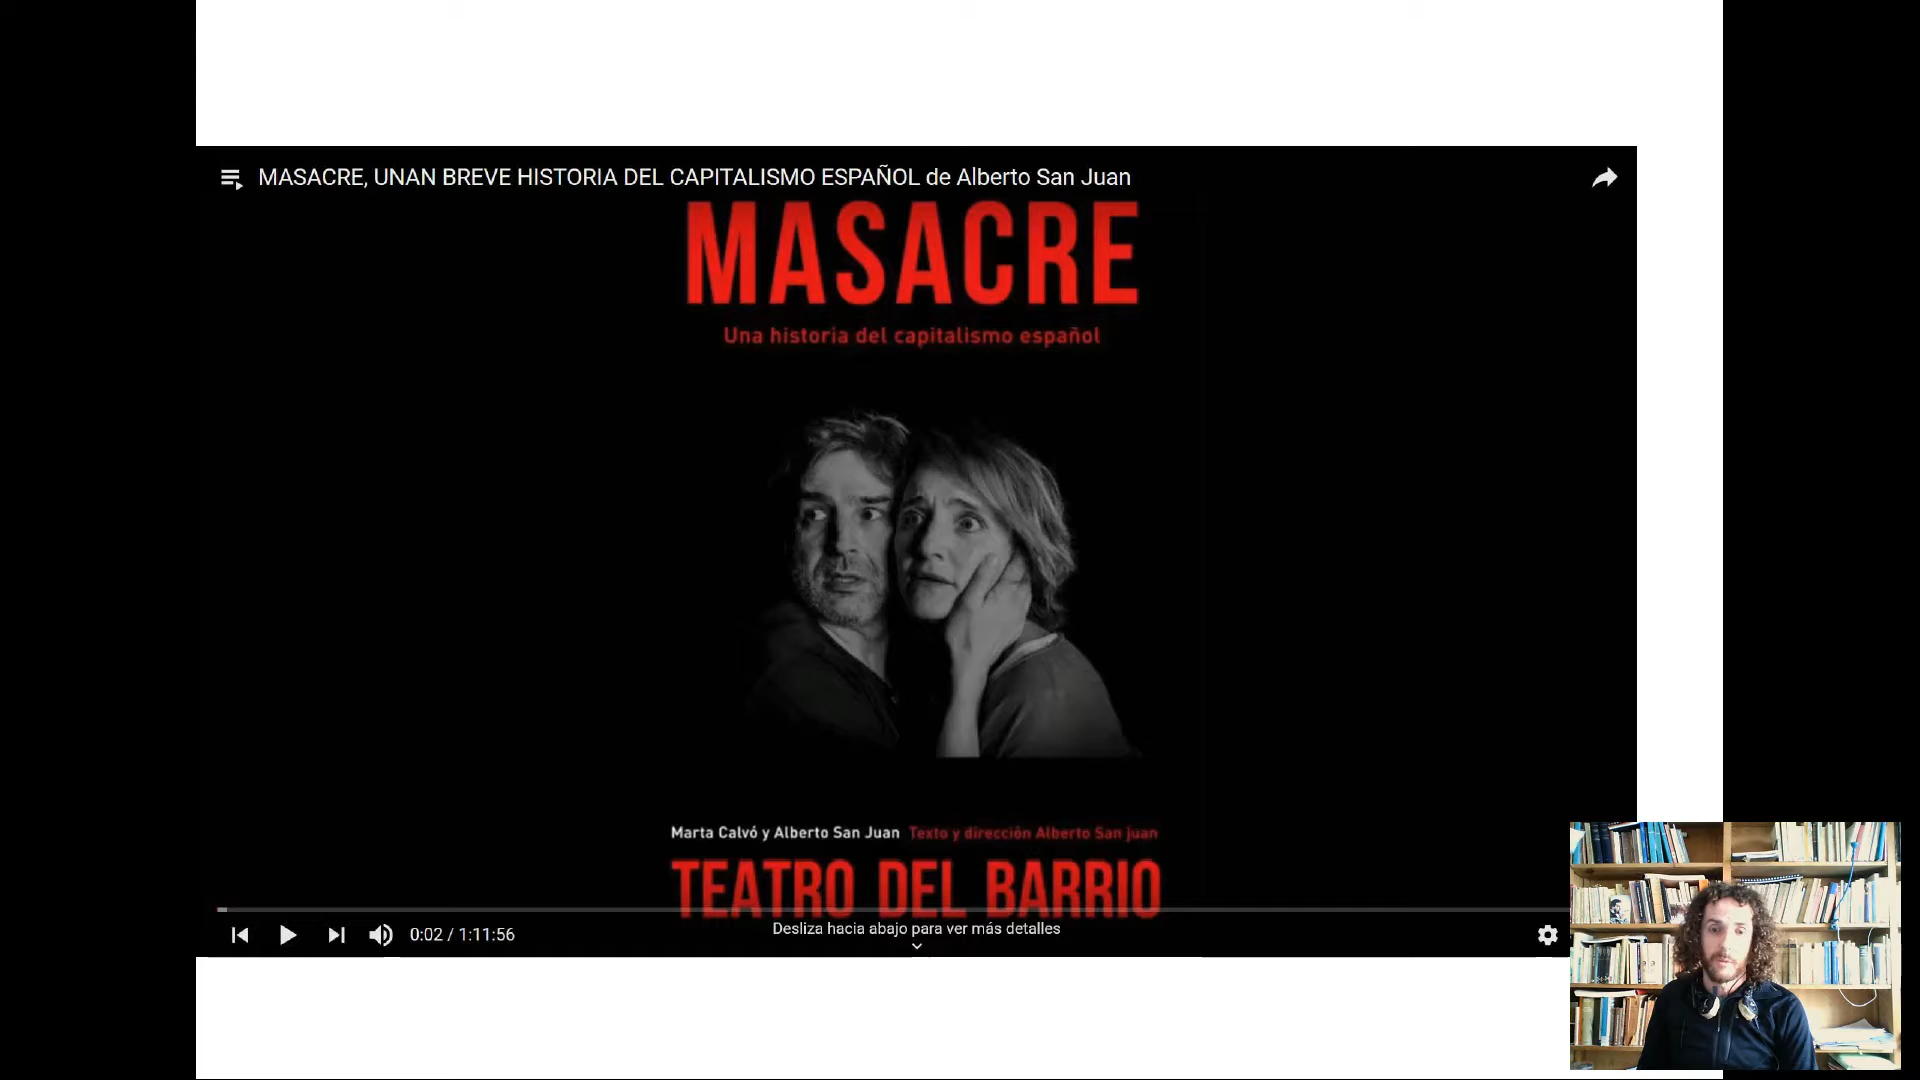 MASACRE, UNAN BREVE HISTORIA DEL CAPITALISMO ESPAÑOL de Alberto San Juan
MASACRE
Una historia del capitalismo español
Marta Calvó y Alberto San Juan Texto y dirección Alberto San juan
TEATRO DEL BARRIO
Desliza hacia abajo para ver más detalles
0:02 / 1:11:56